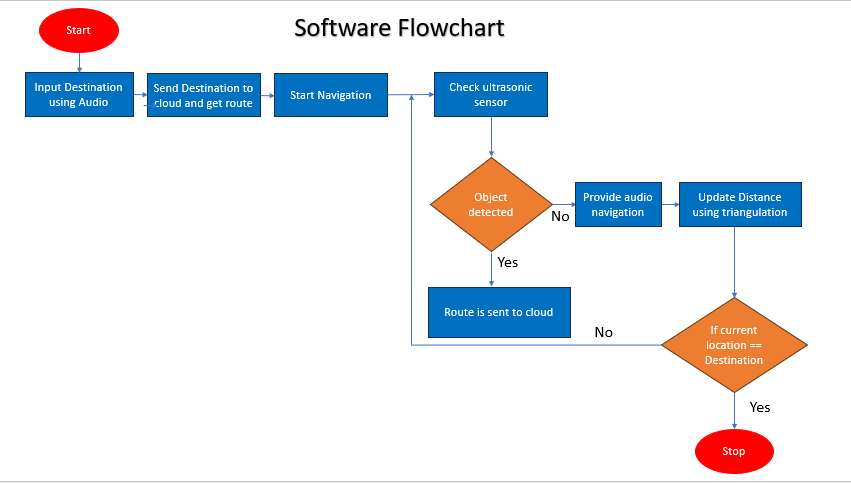 Software Flowchart
Start
Input Destination
using Audio
Send Destination to
cloud and get route
Start Navigation
Check ultrasonic
sensor
Object
detected
No
Provide audio
navigation
Update Distance
using triangulation
Yes
Route is sent to cloud
No
If current
location ==
Destination
Yes
Stop